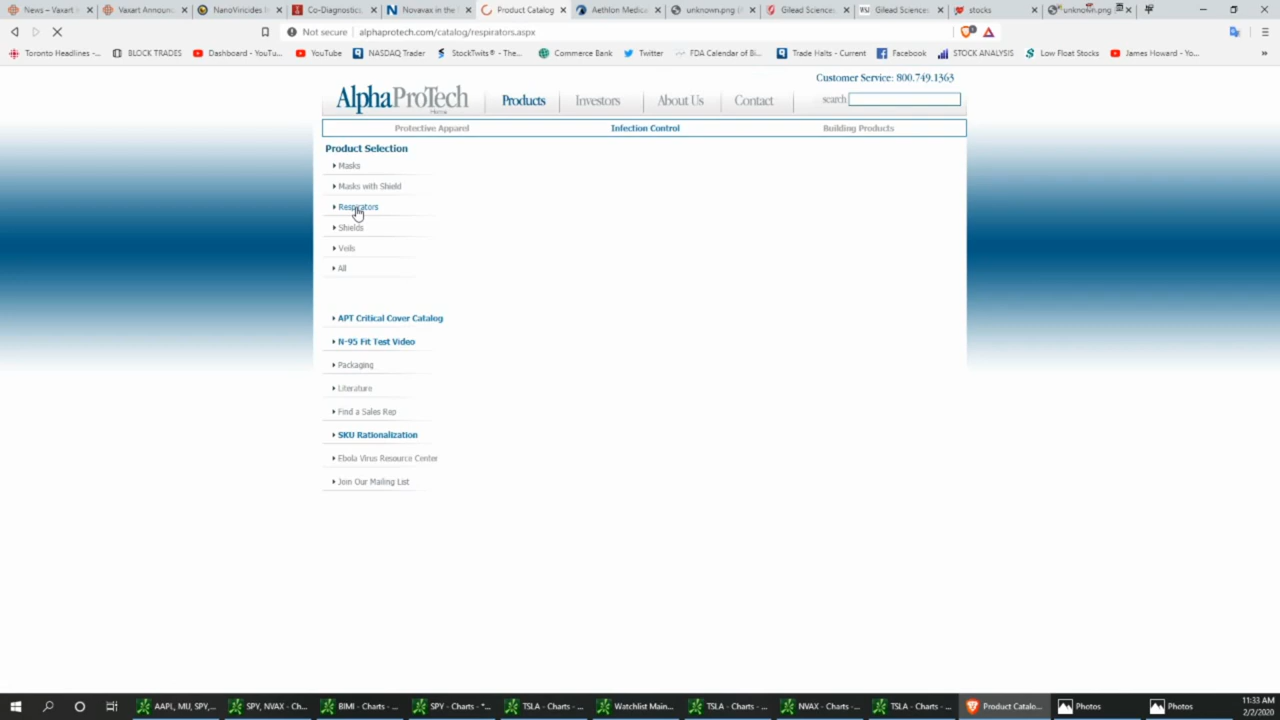 News – Vaxart I
Vaxart Announc
NanoViricides I
Co-Diagnostics
Novavax in the
Product Catalog
Aethlon Medica
unknown.png (
Gilead Sciences
Gilead Sciences
stocks
unknown.png
Not secure
alphaprotech.com/catalog/respirators.aspx
Toronto Headlines -...
BLOCK TRADES
Dashboard - YouTu...
YouTube
NASDAQ Trader
StockTwits® - The...
Commerce Bank
Twitter
FDA Calendar of Bi...
Trade Halts - Current
Facebook
STOCK ANALYSIS
Low Float Stocks
James Howard - Yo...
Customer Service: 800.749.1363
AlphaProTech
Home
Products
Investors
About Us
Contact
search
Protective Apparel
Infection Control
Building Products
Product Selection
Masks
Masks with Shield
Respirators
Shields
Veils
All
APT Critical Cover Catalog
N-95 Fit Test Video
Packaging
Literature
Find a Sales Rep
SKU Rationalization
Ebola Virus Resource Center
Join Our Mailing List
AAPL, MU, SPY,...
SPY, NVAX - Ch...
BIMI - Charts - ...
SPY - Charts - *...
TSLA - Charts - ...
Watchlist Main...
TSLA - Charts - ...
NVAX - Charts - ...
TSLA - Charts - ...
Product Catalo...
Photos
Photos
11:33 AM
2/2/2020